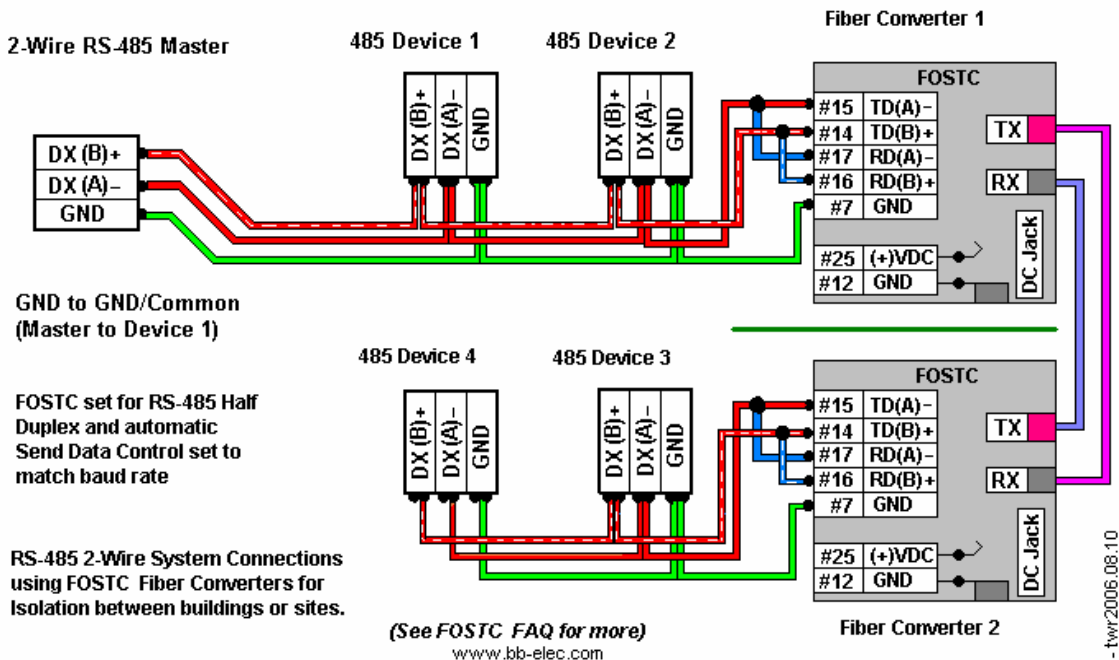 Fiber Converter 1
2-Wire RS-485 Master
485 Device 1
485 Device 2
DX (B)+
DX (A)-
GND
DX (B)+
DX (A)-
GND
DX (B)+
DX (A)-
GND
FOSTC
#15 TD(A)-
#14 TD(B)+
#17 RD(A)-
#16 RD(B)+
#7 GND
#25 (+)VDC
#12 GND
TX
RX
DC Jack
GND to GND/Common
(Master to Device 1)
485 Device 4
485 Device 3
DX (B)+
DX (A)-
GND
DX (B)+
DX (A)-
GND
FOSTC
#15 TD(A)-
#14 TD(B)+
#17 RD(A)-
#16 RD(B)+
#7 GND
#25 (+)VDC
#12 GND
TX
RX
DC Jack
FOSTC set for RS-485 Half
Duplex and automatic
Send Data Control set to
match baud rate
RS-485 2-Wire System Connections
using FOSTC Fiber Converters for
Isolation between buildings or sites.
(See FOSTC FAQ for more)
www.bb-elec.com
Fiber Converter 2
- twr2006.08.10